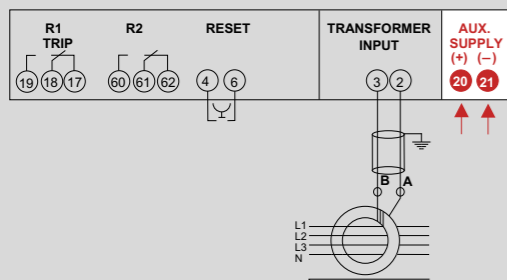 R1
TRIP
R2
RESET
TRANSFORMER
INPUT
AUX.
SUPPLY
(+) (–)
19 18 17
60 61 62
4 6
3 2
20 21
B A
L1
L2
L3
N